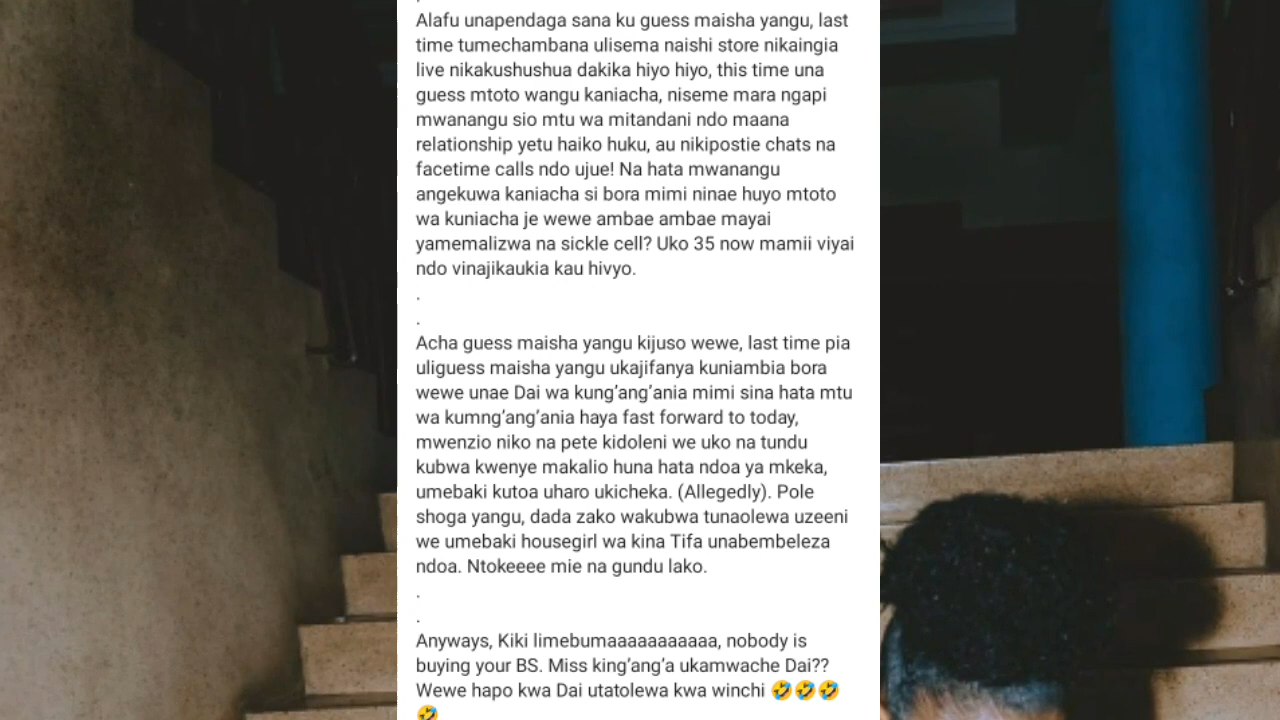 .
Alafu unapendaga sana ku guess maisha yangu, last
time tumechambana ulisema naishi store nikaingia
live nikakushushua dakika hiyo hiyo, this time una
guess mtoto wangu kaniacha, niseme mara ngapi
mwanangu sio mtu wa mitandani ndo maana
relationship yetu haiko huku, au nikipostie chats na
facetime calls ndo ujue! Na hata mwanangu
angekuwa kaniacha si bora mimi ninae huyo mtoto
wa kuniacha je wewe ambae ambae mayai
yamemalizwa na sickle cell? Uko 35 now mamii viyai
ndo vinajikaukia kau hivyo.
.
.
Acha guess maisha yangu kijuso wewe, last time pia
uliguess maisha yangu ukajifanya kuniambia bora
wewe unae Dai wa kung’ang’ania mimi sina hata mtu
wa kumng’ang’ania haya fast forward to today,
mwenzio niko na pete kidoleni we uko na tundu
kubwa kwenye makalio huna hata ndoa ya mkeka,
umebaki kutoa uharo ukicheka. (Allegedly). Pole
shoga yangu, dada zako wakubwa tunaolewa uzeeni
we umebaki housegirl wa kina Tifa unabembeleza
ndoa. Ntokeeee mie na gundu lako.
.
.
Anyways, Kiki limebumaaaaaaaaaaa, nobody is
buying your BS. Miss king’ang’a ukamwache Dai??
Wewe hapo kwa Dai utatolewa kwa winchi 🤣🤣🤣
🤣